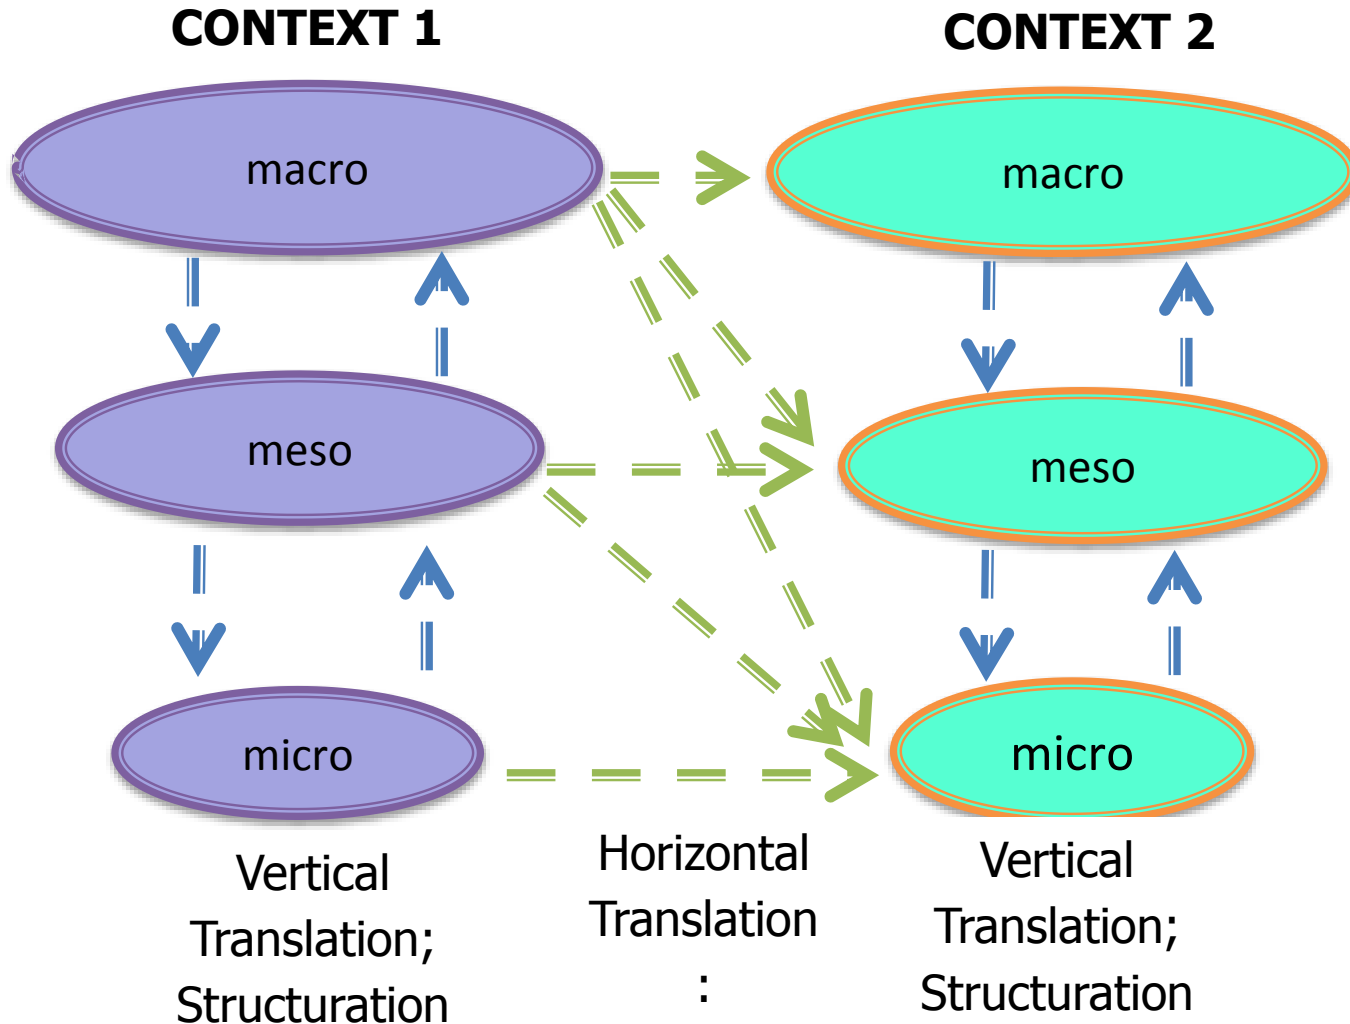 CONTEXT 1
CONTEXT 2
macro
macro
meso
meso
micro
micro
Vertical
Translation;
Structuration
Horizontal
Translation
:
Vertical
Translation;
Structuration